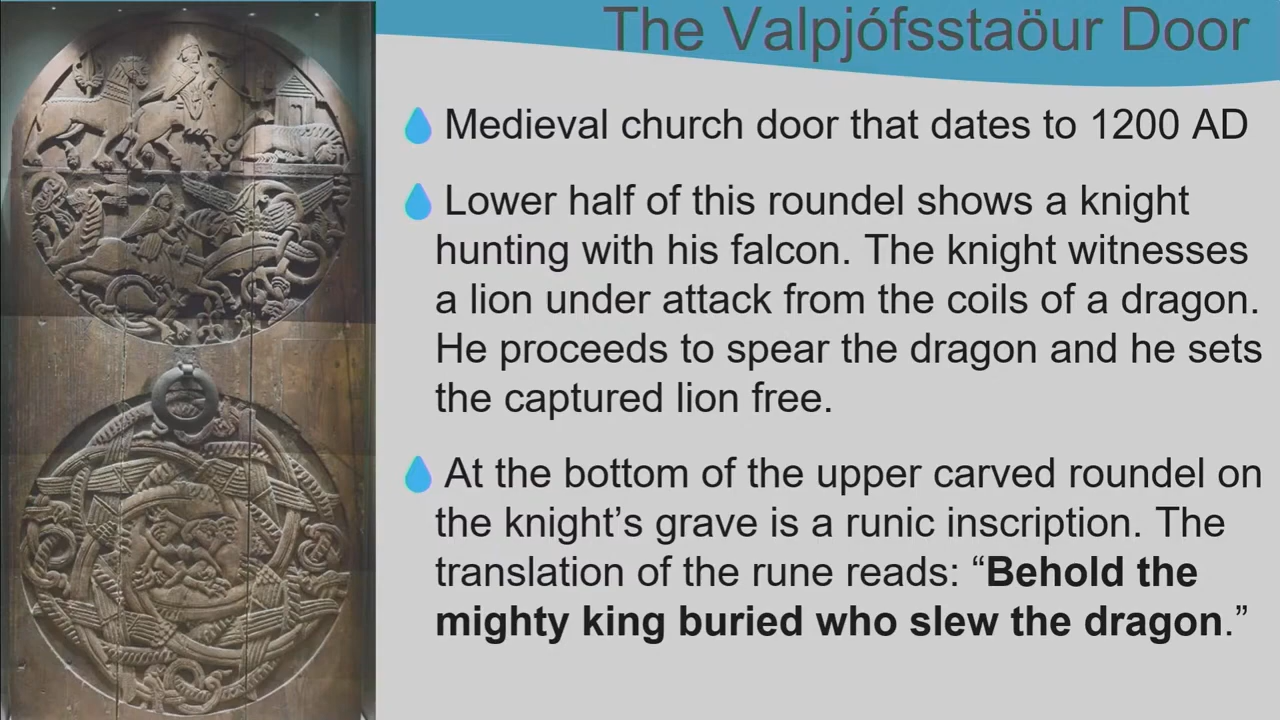 The Valpjófsstaöur Door
Medieval church door that dates to 1200 AD
Lower half of this roundel shows a knight
hunting with his falcon. The knight witnesses
a lion under attack from the coils of a dragon.
He proceeds to spear the dragon and he sets
the captured lion free.
At the bottom of the upper carved roundel on
the knight’s grave is a runic inscription. The
translation of the rune reads: “Behold the
mighty king buried who slew the dragon.”